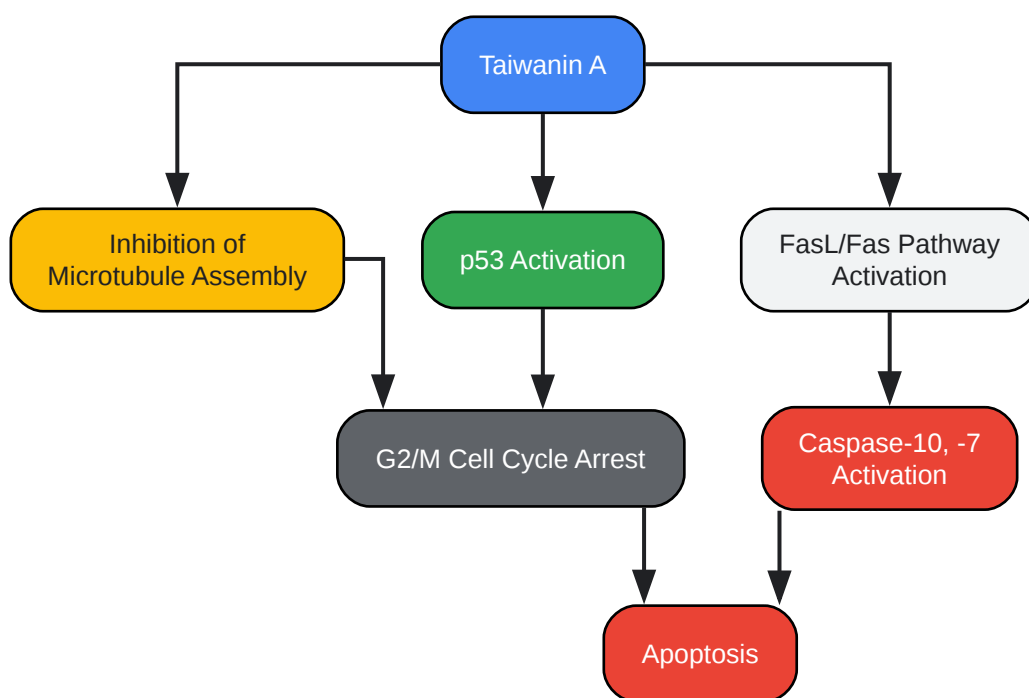 Taiwanin A
Inhibition of
Microtubule Assembly
p53 Activation
FasL/Fas Pathway
Activation
G2/M Cell Cycle Arrest
Caspase-10, -7
Activation
Apoptosis